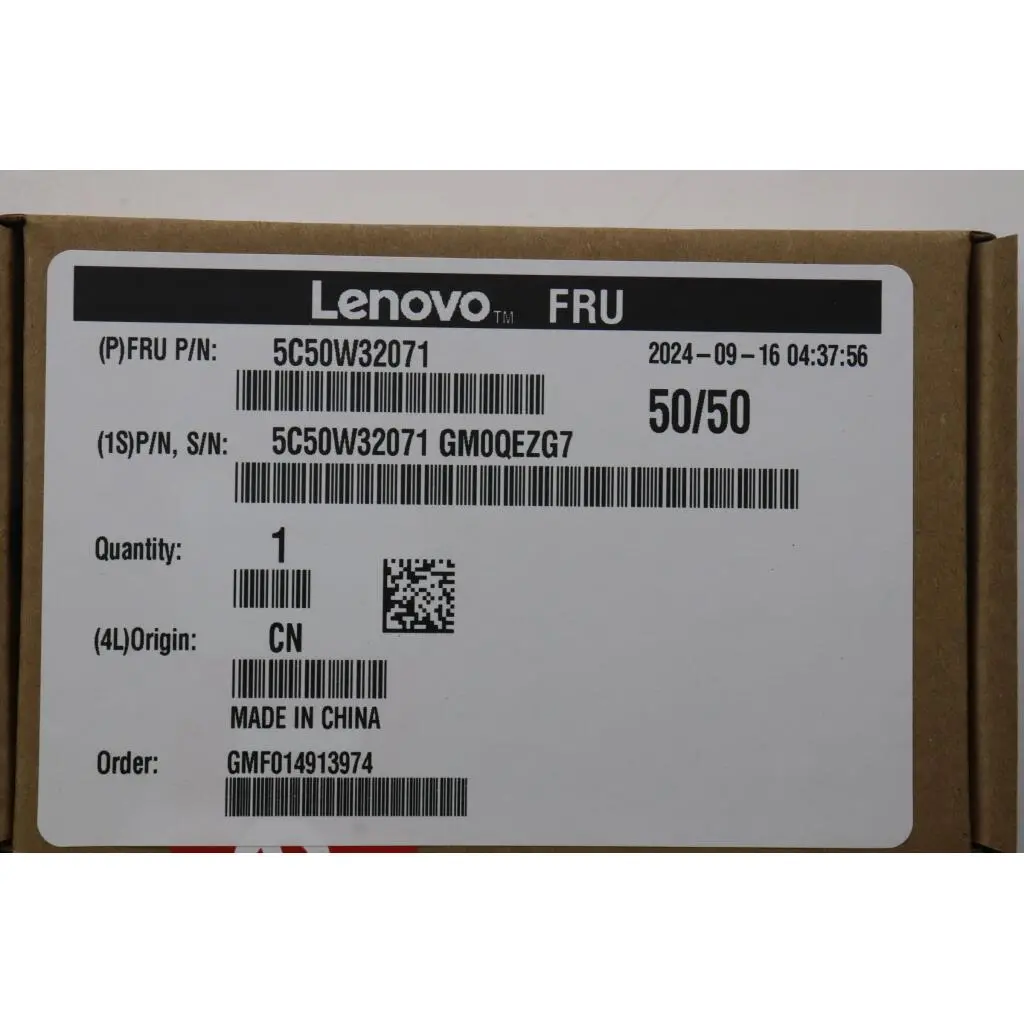 Lenovo™ FRU
(P)FRU P/N: 5C50W32071 2024-09-16 04:37:56
50/50
(1S)P/N, S/N: 5C50W32071 GM0QEZG7
Quantity: 1
(4L)Origin: CN
MADE IN CHINA
Order: GMF014913974